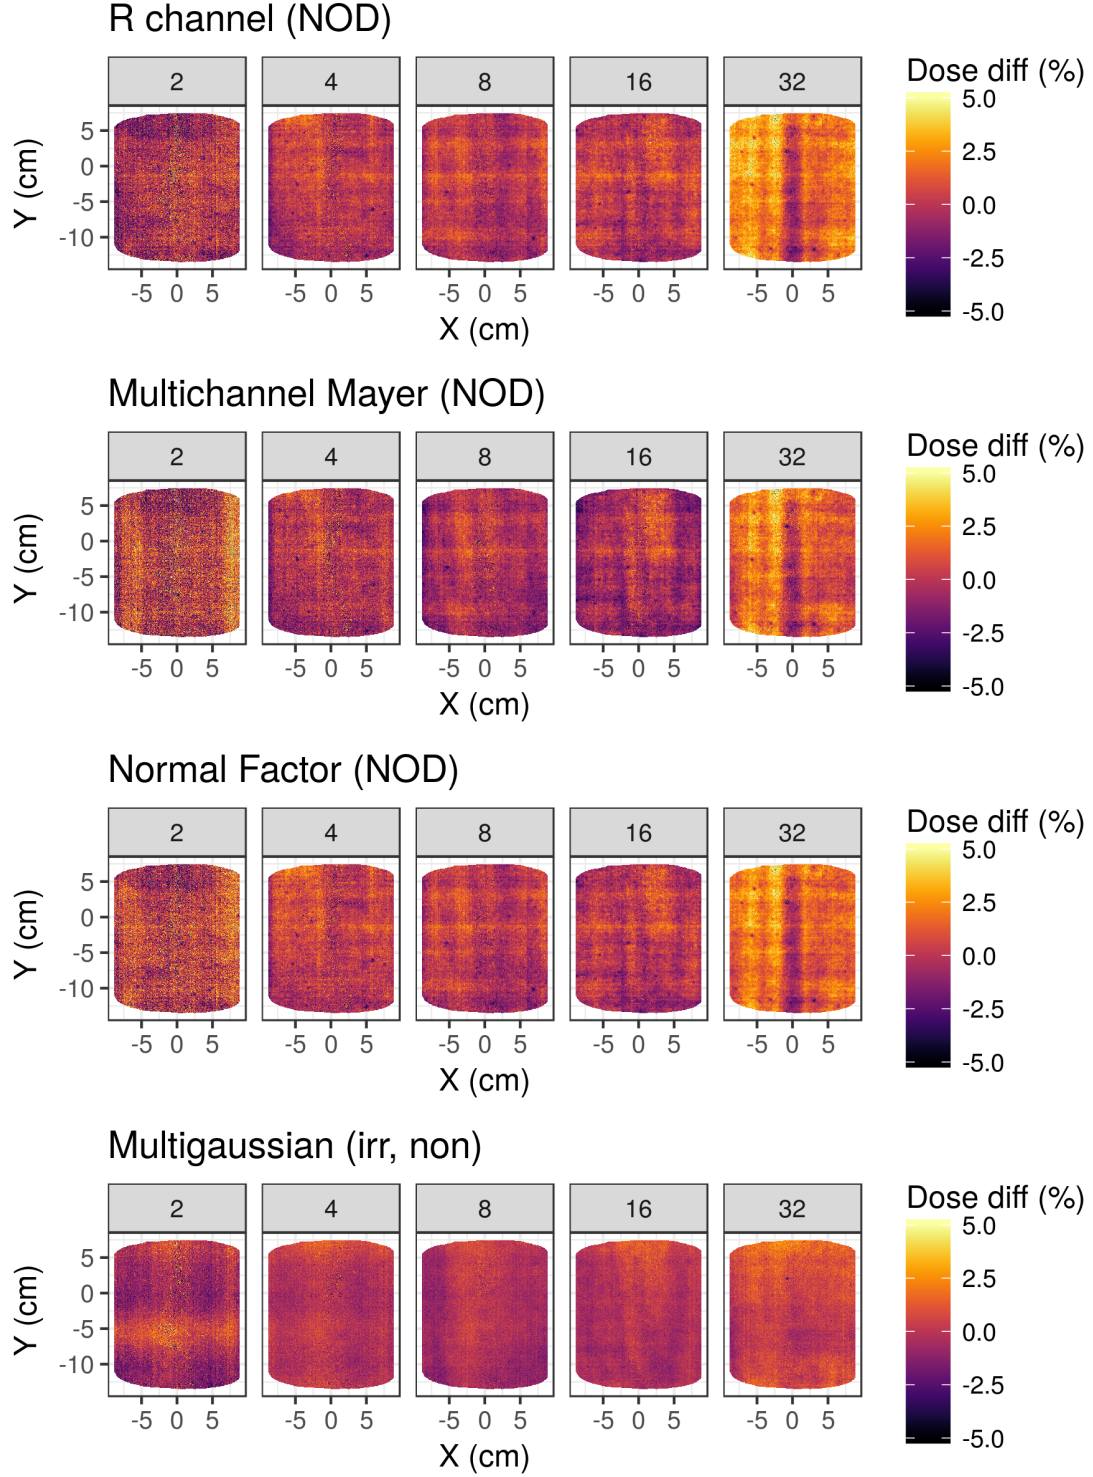 R channel (NOD)
2 4 8 16 32
Dose diff (%)
5.0
2.5
0.0
-2.5
-5.0
Y (cm)
5
0
-5
-10
-5 0 5 -5 0 5 -5 0 5 -5 0 5 -5 0 5
X (cm)
Multichannel Mayer (NOD)
2 4 8 16 32
Dose diff (%)
5.0
2.5
0.0
-2.5
-5.0
Y (cm)
5
0
-5
-10
-5 0 5 -5 0 5 -5 0 5 -5 0 5 -5 0 5
X (cm)
Normal Factor (NOD)
2 4 8 16 32
Dose diff (%)
5.0
2.5
0.0
-2.5
-5.0
Y (cm)
5
0
-5
-10
-5 0 5 -5 0 5 -5 0 5 -5 0 5 -5 0 5
X (cm)
Multigaussian (irr, non)
2 4 8 16 32
Dose diff (%)
5.0
2.5
0.0
-2.5
-5.0
Y (cm)
5
0
-5
-10
-5 0 5 -5 0 5 -5 0 5 -5 0 5 -5 0 5
X (cm)